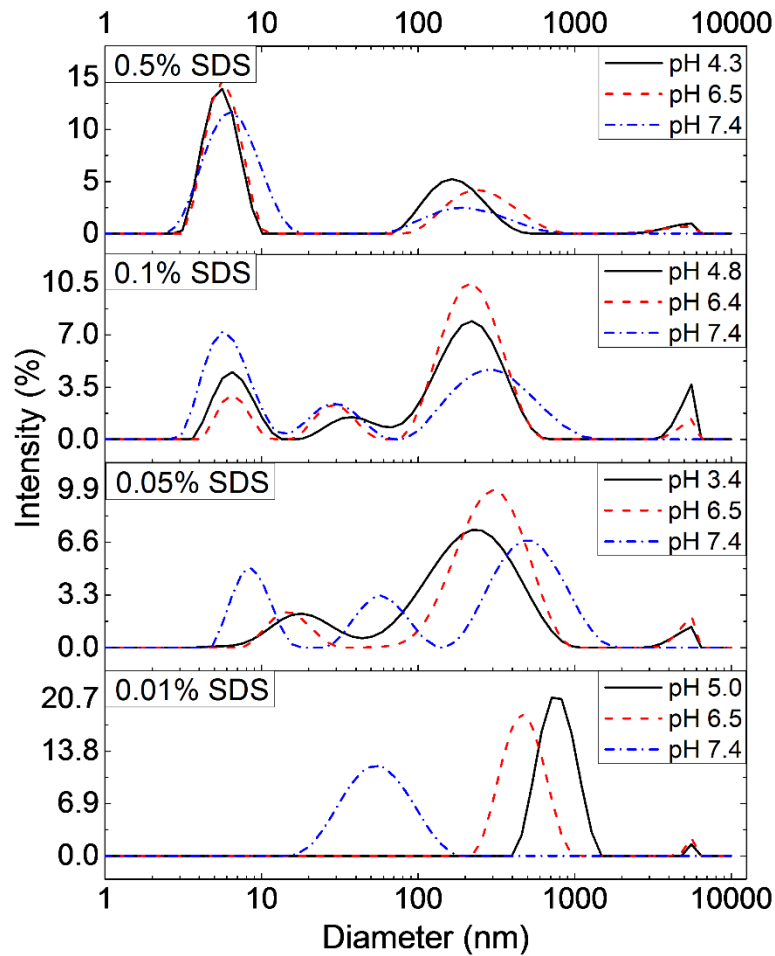 1 10 100 1000 10000
0.5% SDS
pH 4.3
pH 6.5
pH 7.4
15
10
5
0
0.1% SDS
pH 4.8
pH 6.4
pH 7.4
10.5
7.0
3.5
0.0
0.05% SDS
pH 3.4
pH 6.5
pH 7.4
9.9
6.6
3.3
0.0
0.01% SDS
pH 5.0
pH 6.5
pH 7.4
20.7
13.8
6.9
0.0
Intensity (%)
1 10 100 1000 10000
Diameter (nm)